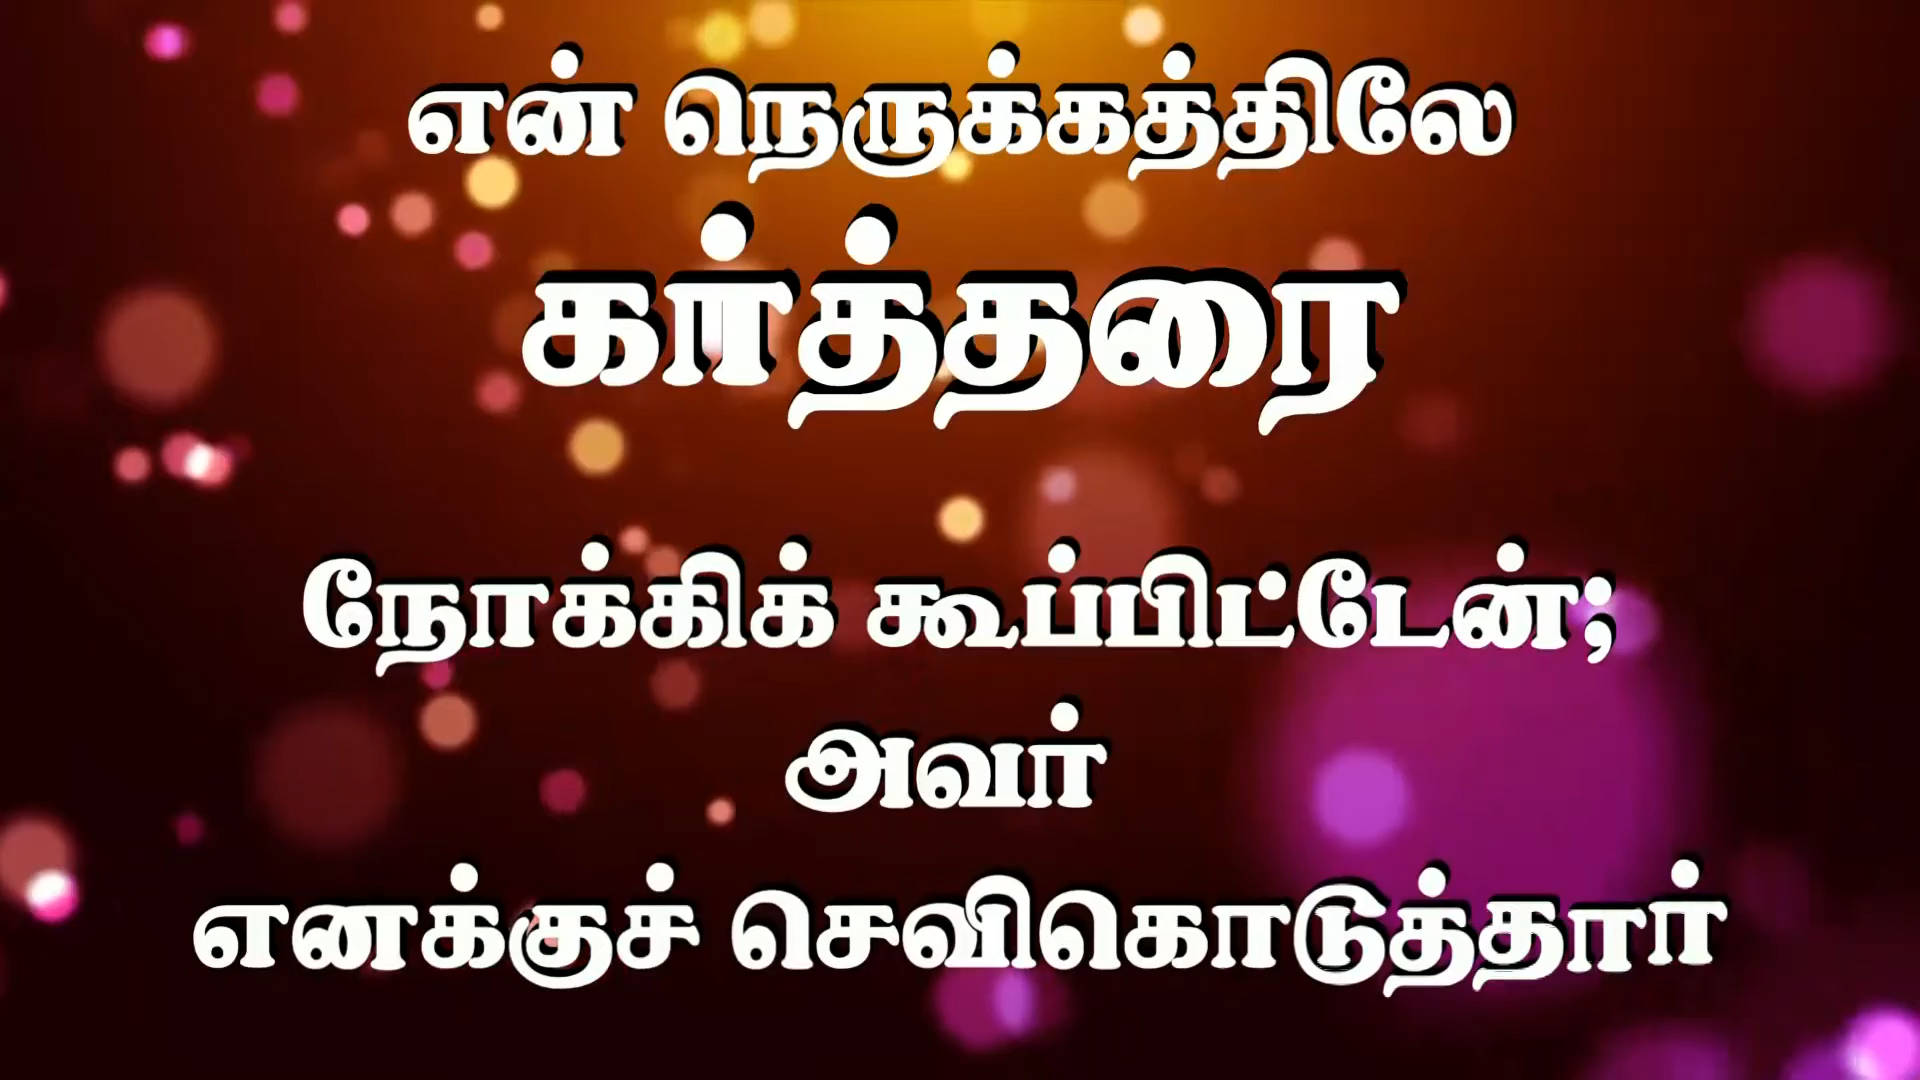 என் நெருக்கத்திலே
கர்த்தரை
நோக்கிக் கூப்பிட்டேன்;
அவர்
எனக்குச் செவிகொடுத்தார்